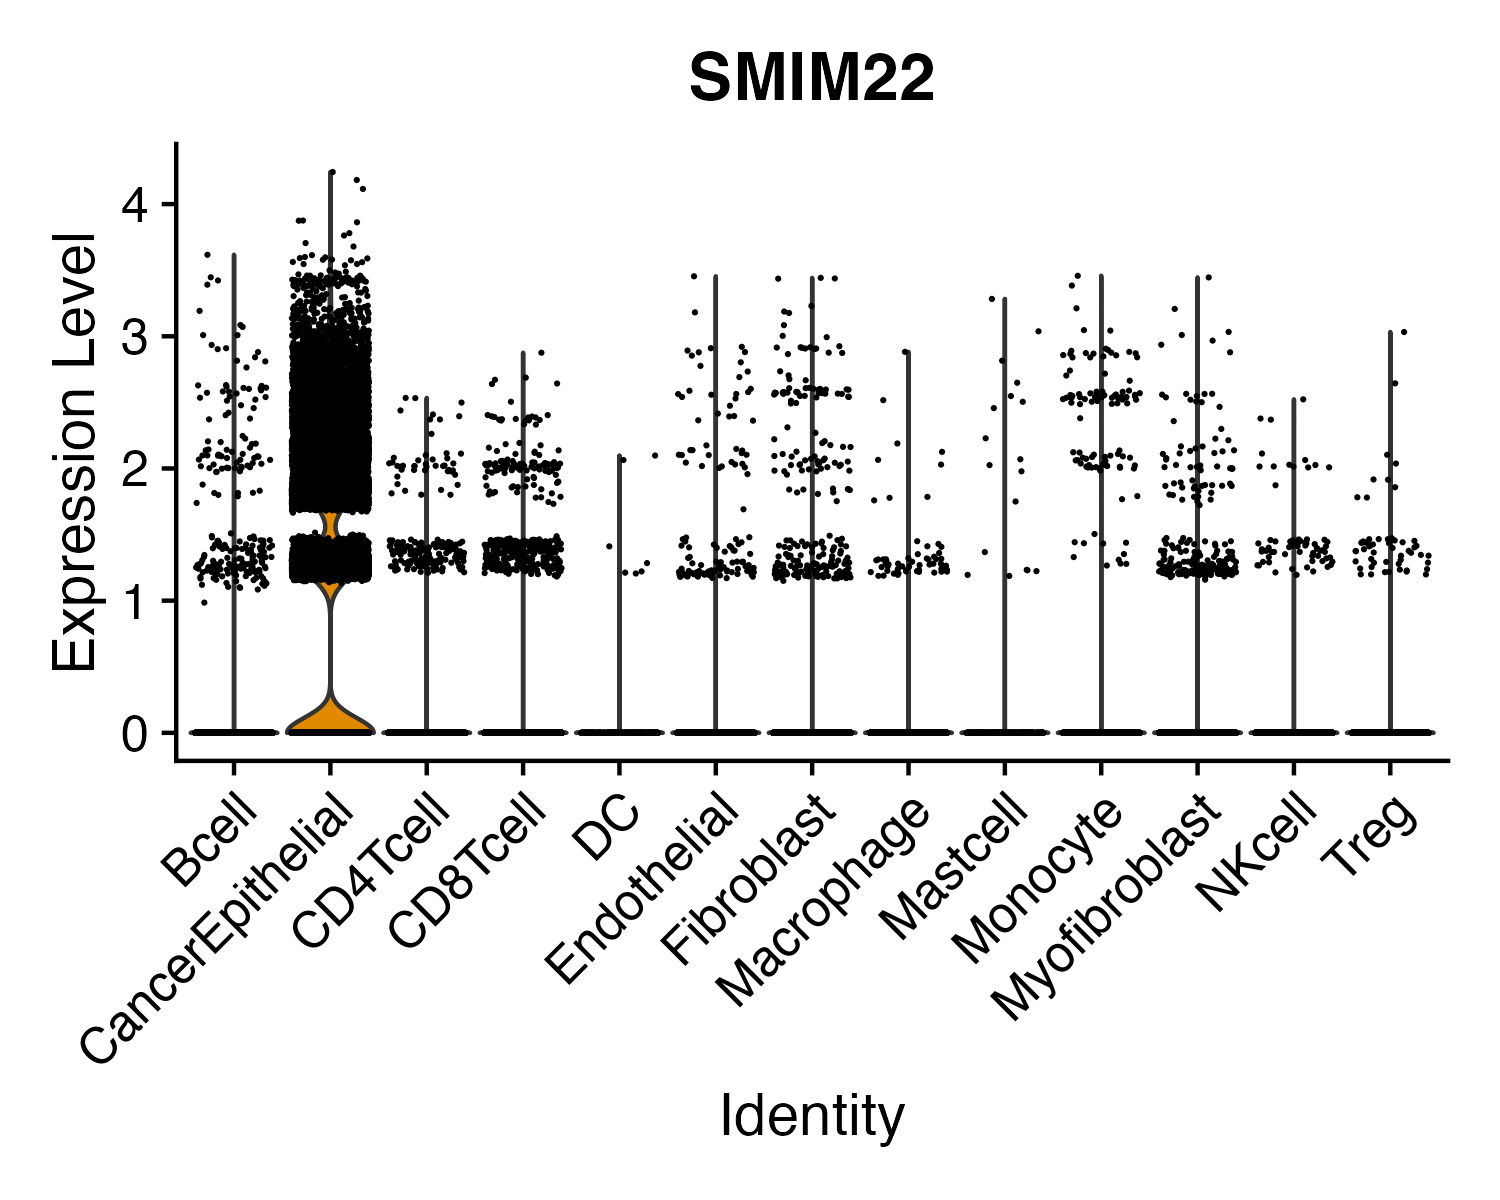 SMIM22
Expression Level
4
3
2
1
0
Bcell
CancerEpithelial
CD4Tcell
CD8Tcell
DC
Endothelial
Fibroblast
Macrophage
Mastcell
Monocyte
Myofibroblast
NKcell
Treg
Identity